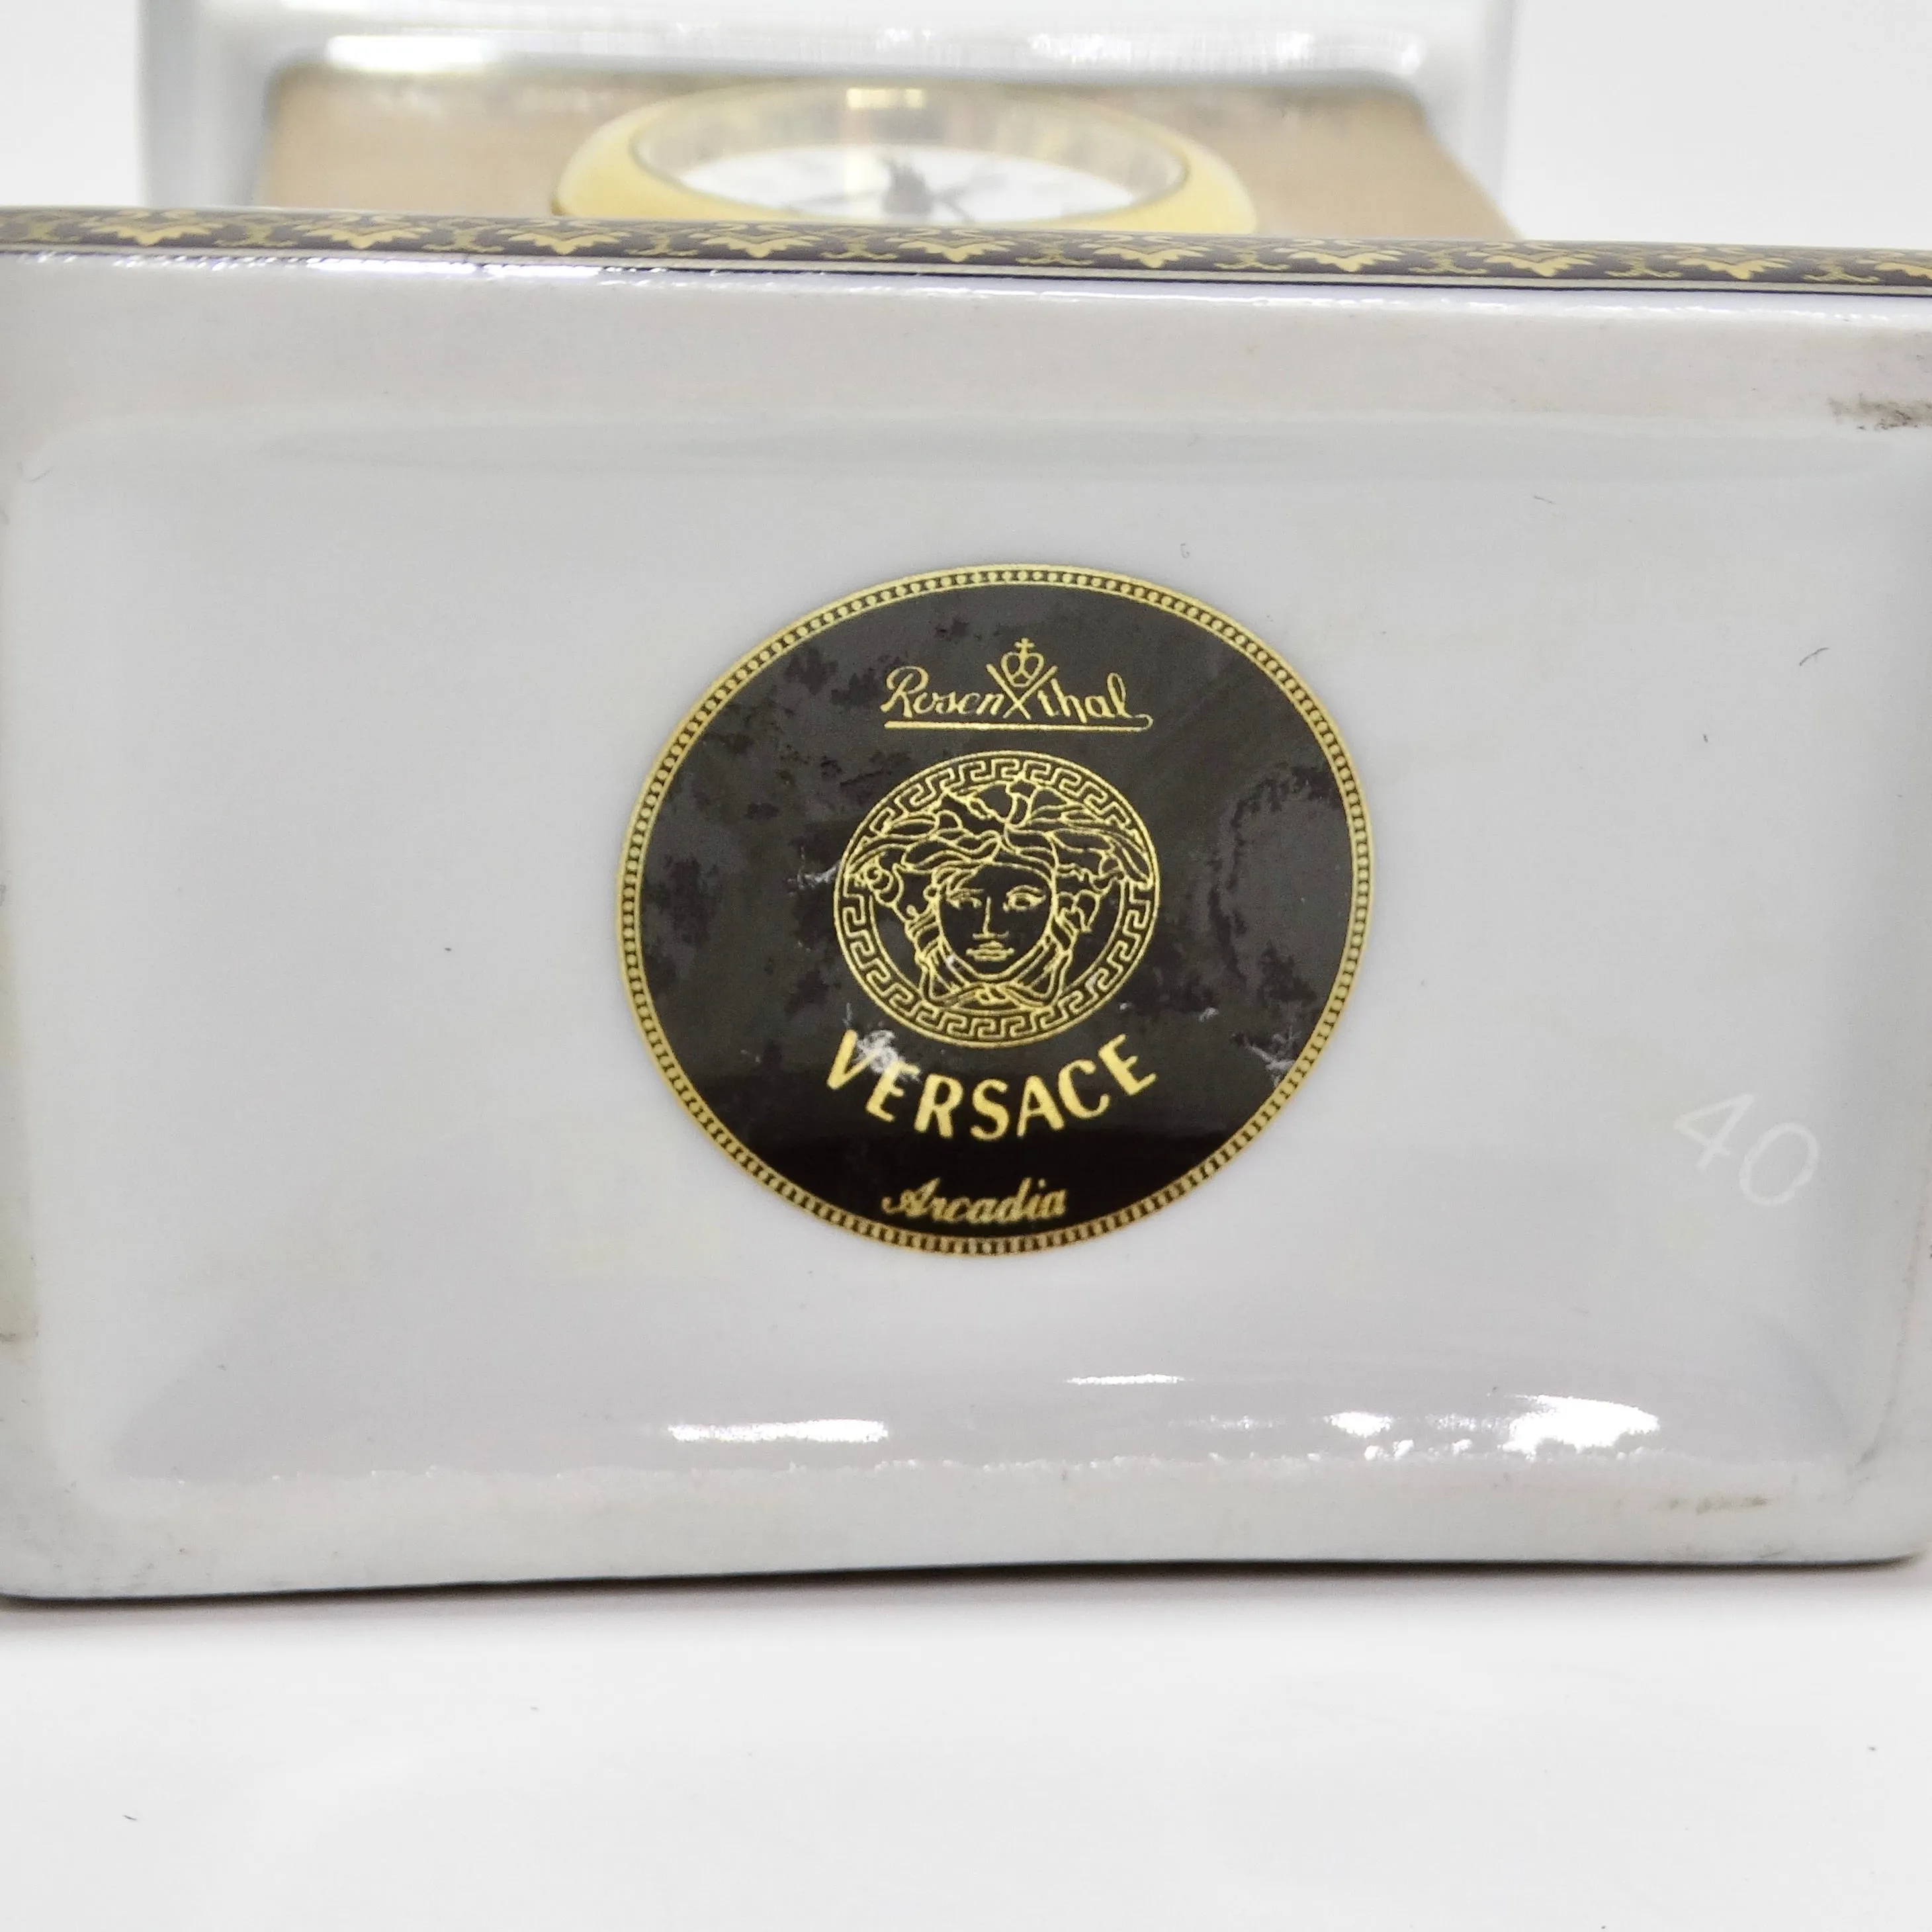 Rosenthal
VERSACE
Arcadia
40